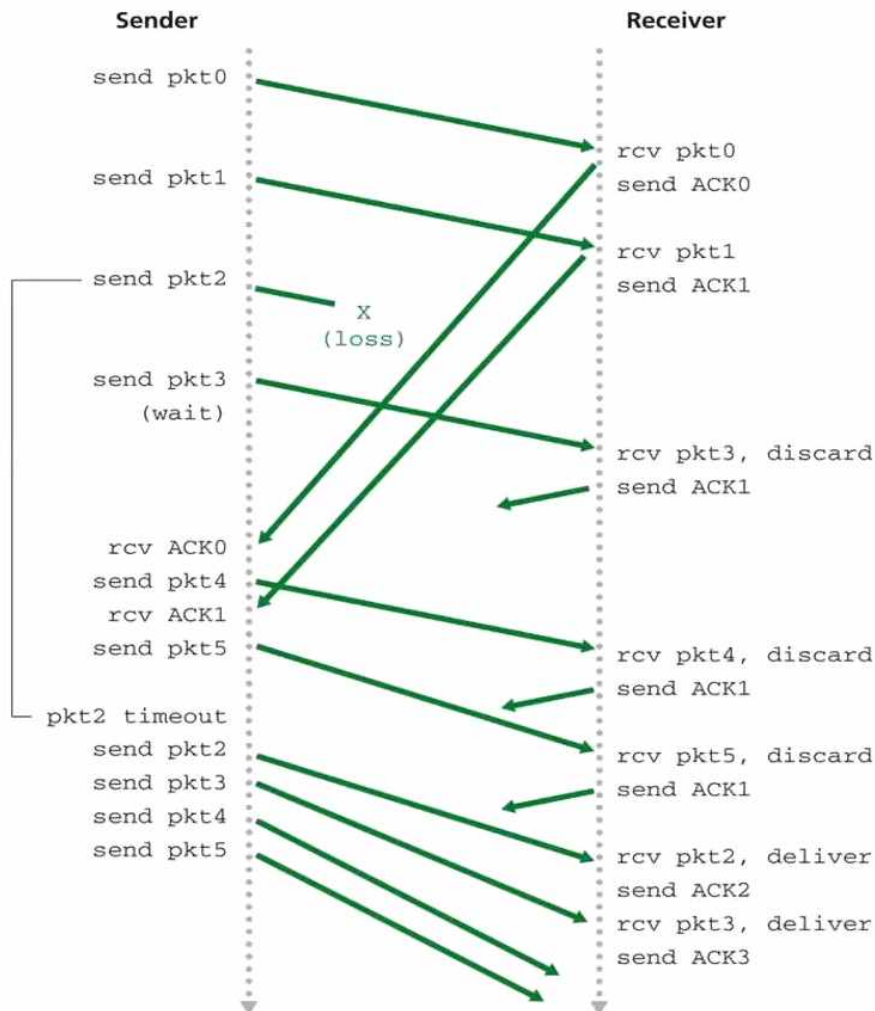 Sender
Receiver
send pkt0
rcv pkt0
send ACK0
send pkt1
rcv pkt1
send ACK1
send pkt2
X
(loss)
send pkt3
(wait)
rcv pkt3, discard
send ACK1
rcv ACK0
send pkt4
rcv ACK1
send pkt5
rcv pkt4, discard
send ACK1
pkt2 timeout
send pkt2
send pkt3
send pkt4
send pkt5
rcv pkt5, discard
send ACK1
rcv pkt2, deliver
send ACK2
rcv pkt3, deliver
send ACK3